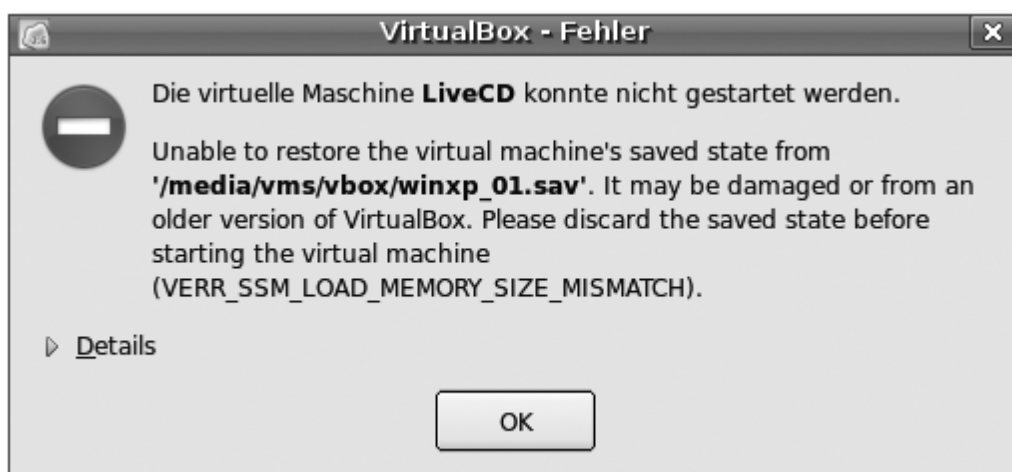 VirtualBox - Fehler
Die virtuelle Maschine LiveCD konnte nicht gestartet werden.
Unable to restore the virtual machine's saved state from
'/media/vms/vbox/winxp_01.sav'. It may be damaged or from an
older version of VirtualBox. Please discard the saved state before
starting the virtual machine
(VERR_SSM_LOAD_MEMORY_SIZE_MISMATCH).
Details
OK